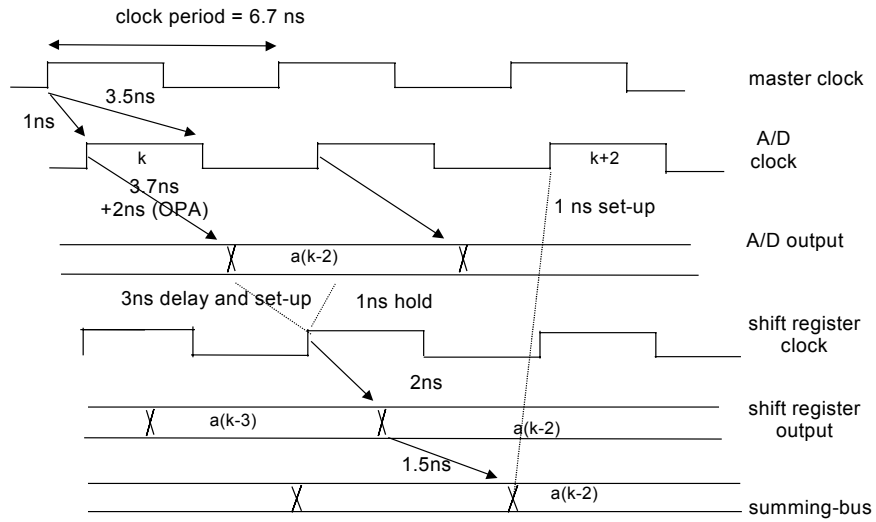 clock period = 6.7 ns
master clock
3.5ns
1ns
A/D
clock
k
k+2
3.7ns
+2ns (OPA)
1 ns set-up
A/D output
a(k-2)
3ns delay and set-up
1ns hold
shift register
clock
2ns
shift register
output
a(k-3)
a(k-2)
1.5ns
a(k-2)
summing-bus